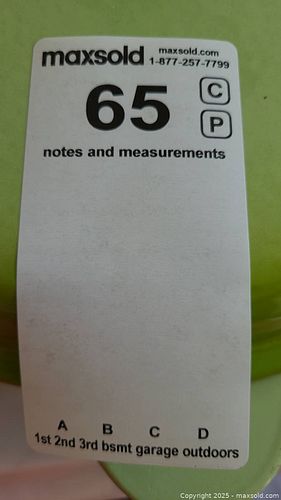 maxsold maxsold.com
1-877-257-7799
65 C
P
notes and measurements
A B C D
1st 2nd 3rd bsmt garage outdoors
Copyright 2025 - maxsold.com